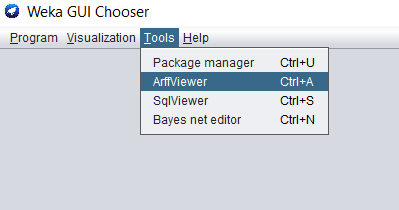 Weka GUI Chooser
Program Visualization Tools Help
Package manager Ctrl+U
ArffViewer Ctrl+A
SqlViewer Ctrl+S
Bayes net editor Ctrl+N